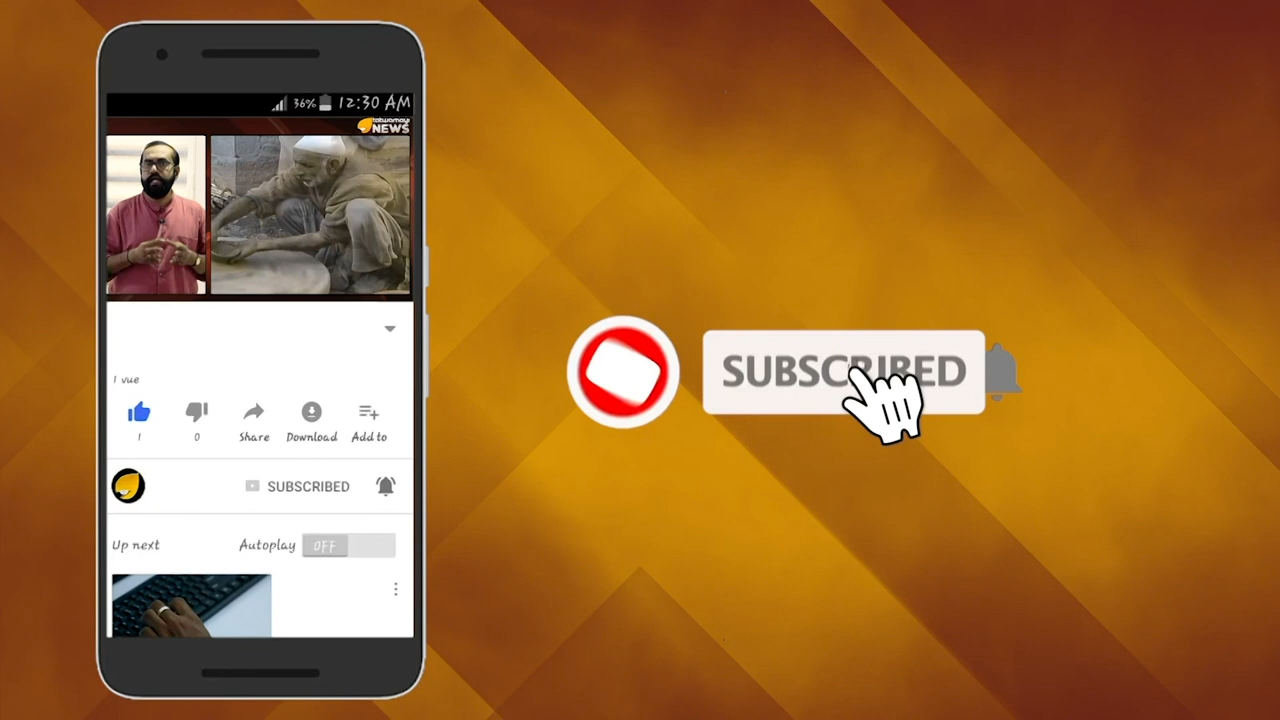 36% 12:30 AM
tatwamayi
NEWS
1 vue
1 0 Share Download Add to
SUBSCRIBED
Up next Autoplay OFF
SUBSCRIBED